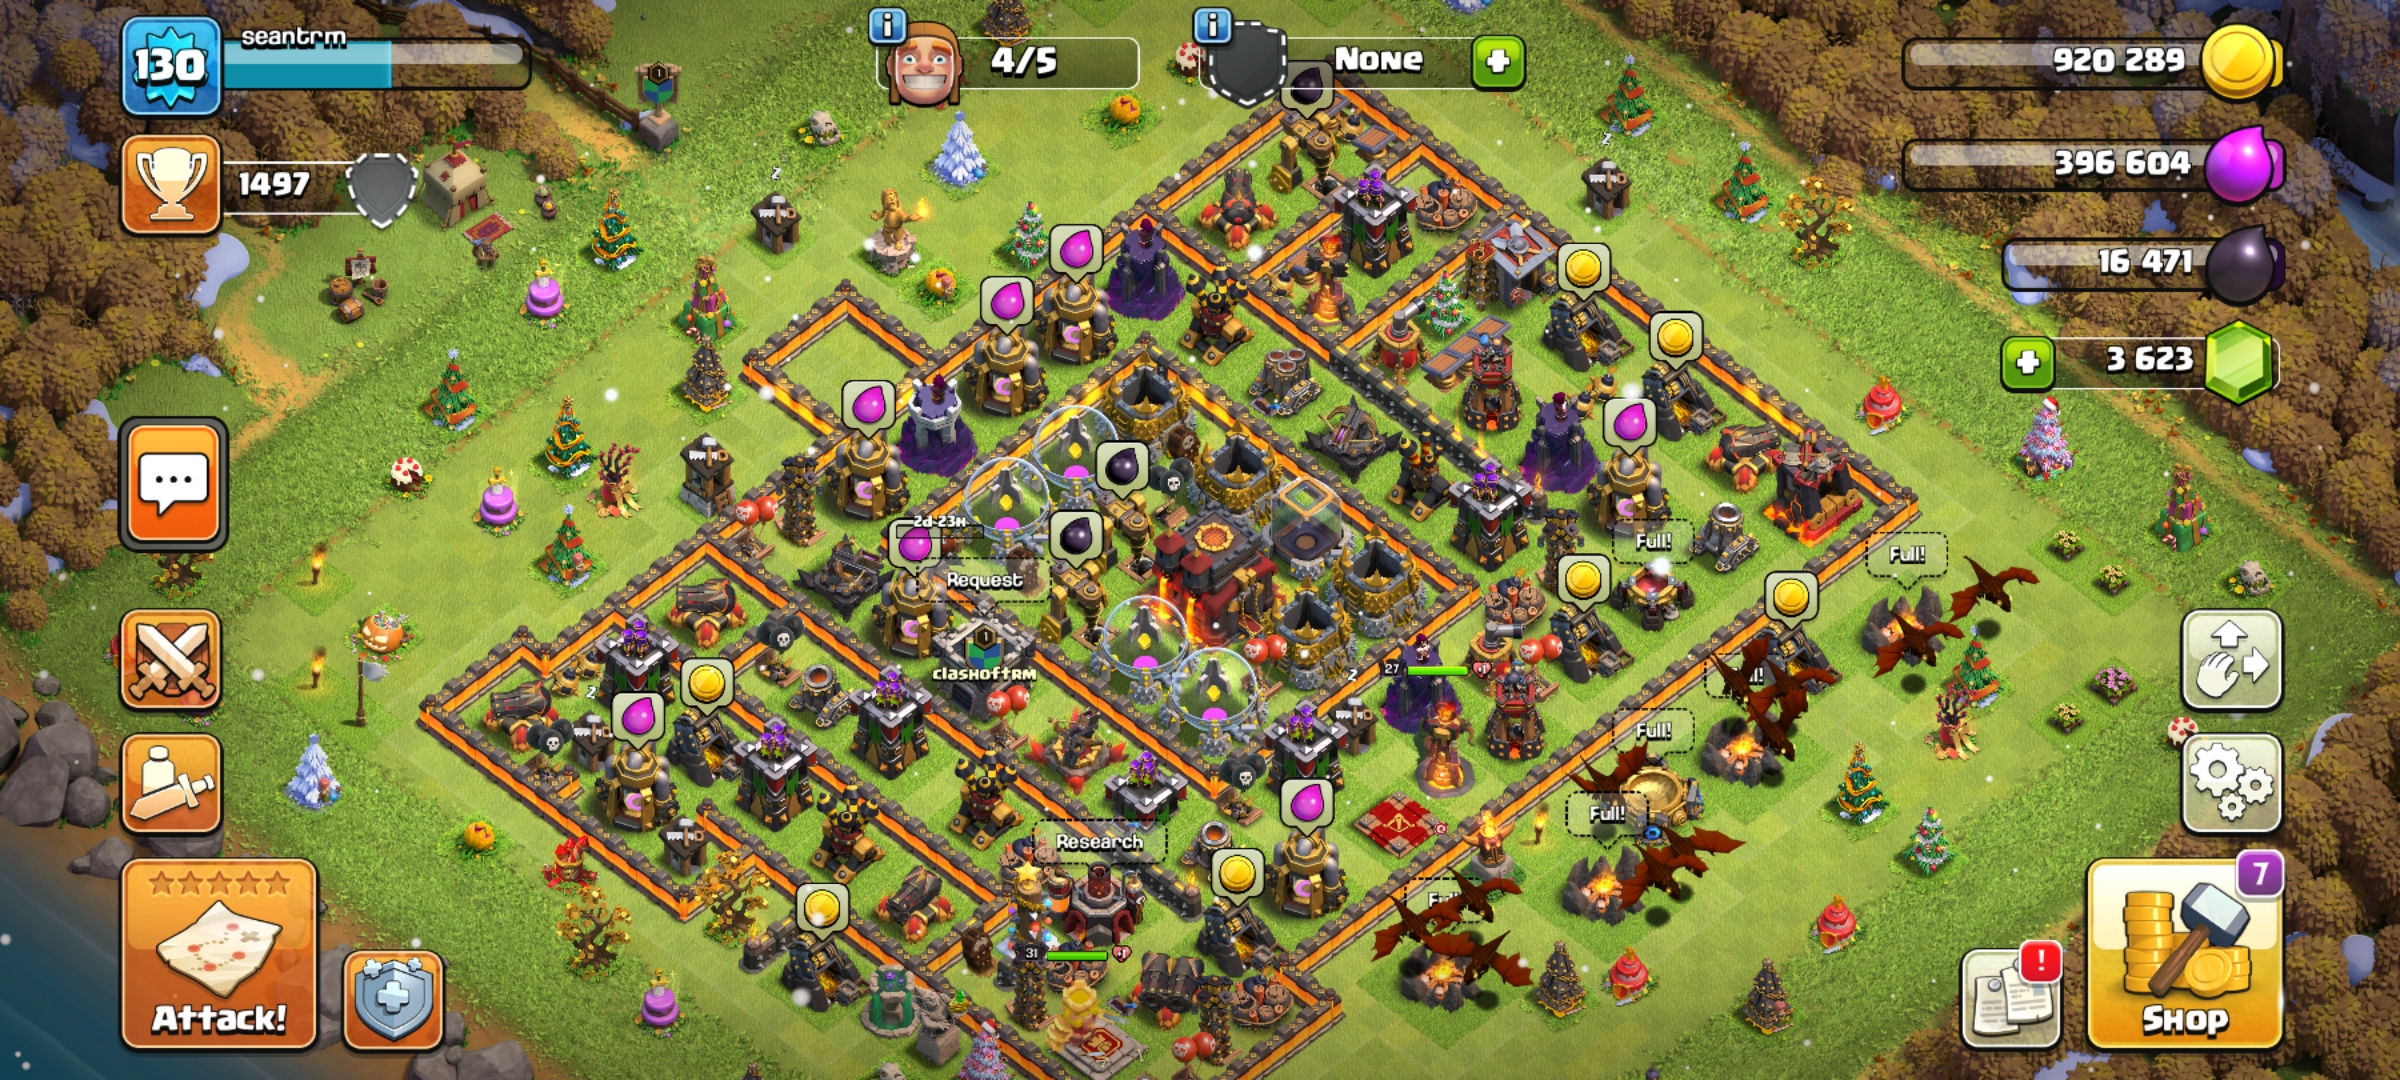 130
seantrm
4/5
None
920 289
1497
396 604
16 471
3 623
2d 23H
Full!
Full!
Request
1
clashoftrm
27
Full!
Full!
Research
31
7
Attack!
!
Shop